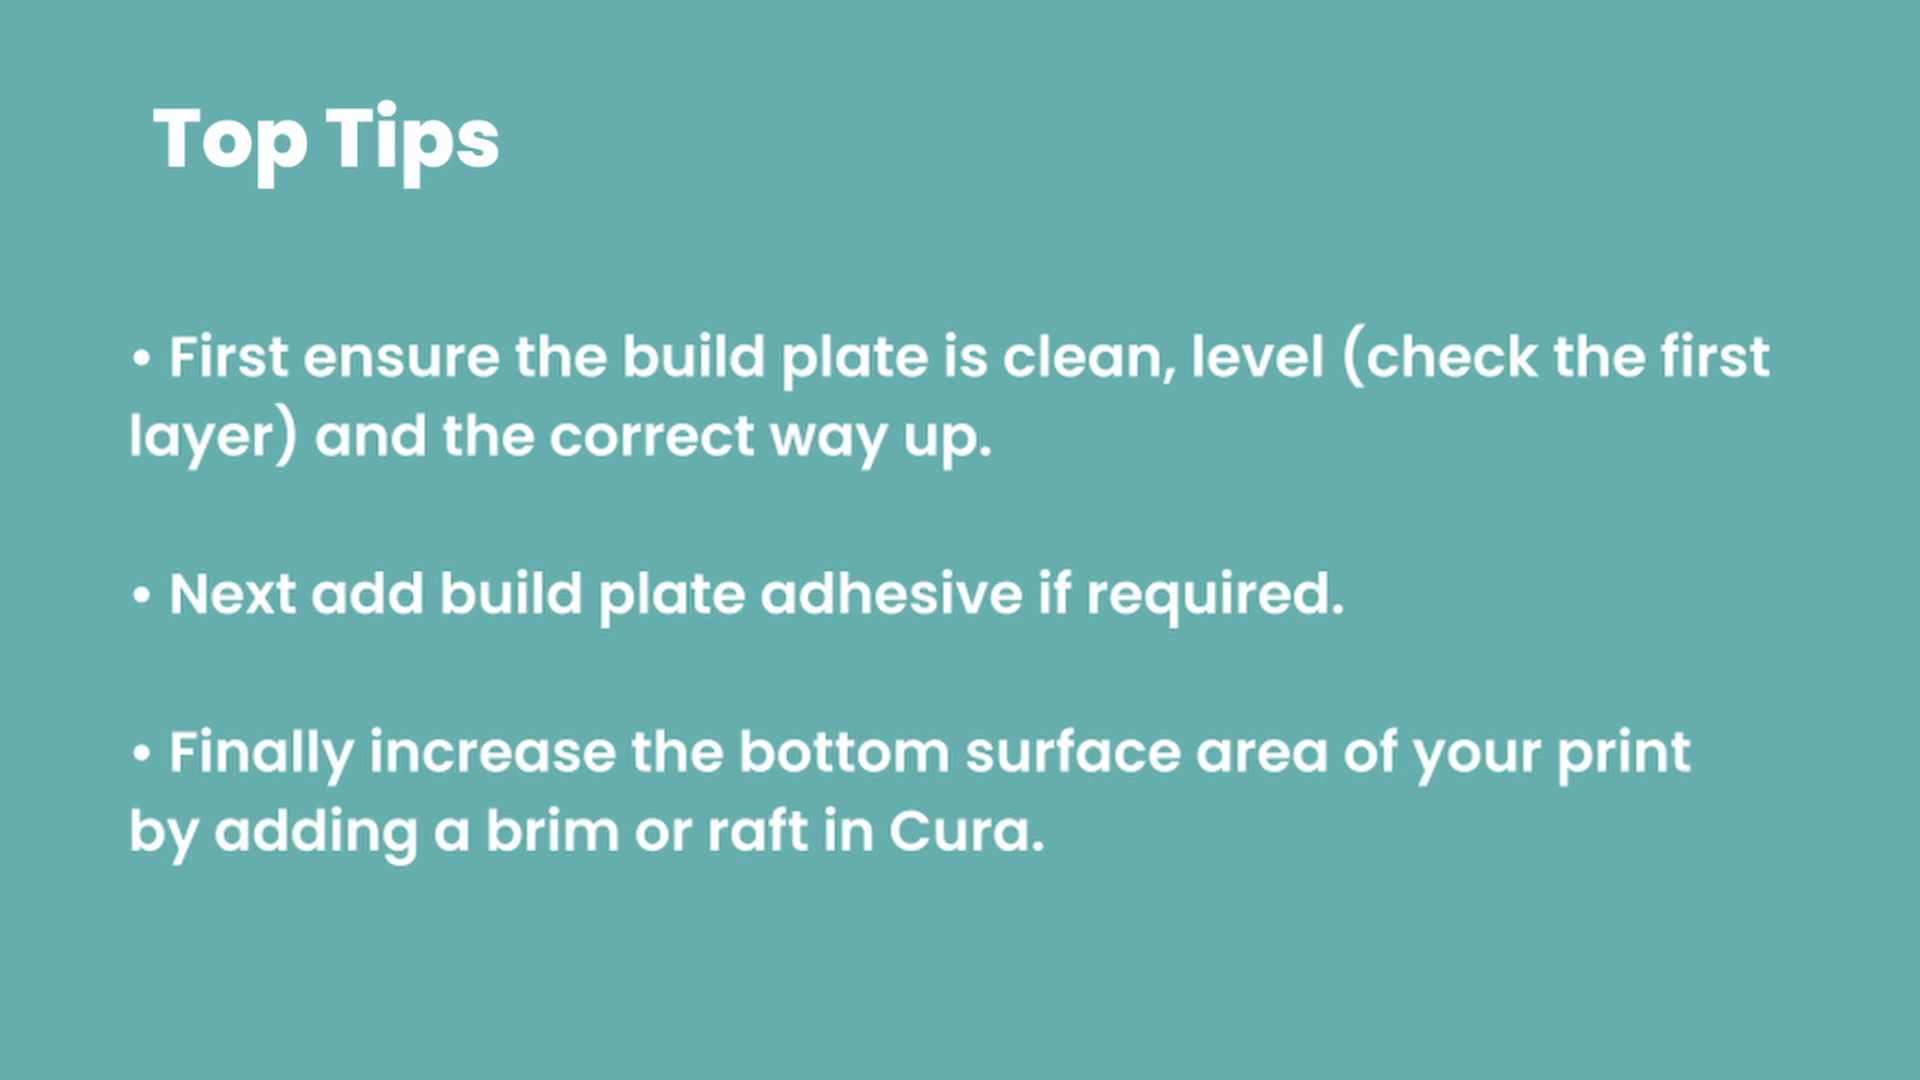 Top Tips
• First ensure the build plate is clean, level (check the first
layer) and the correct way up.
• Next add build plate adhesive if required.
• Finally increase the bottom surface area of your print
by adding a brim or raft in Cura.